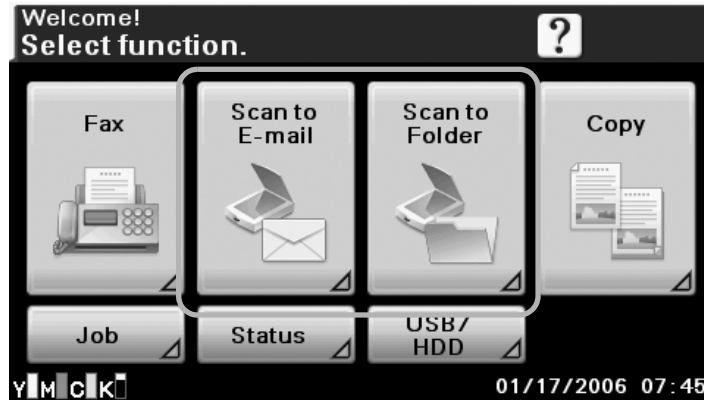 Welcome!
Select function.
?
Fax
Scan to
E-mail
Scan to
Folder
Copy
Job
Status
USB/
HDD
Y M C K
01/17/2006 07:45